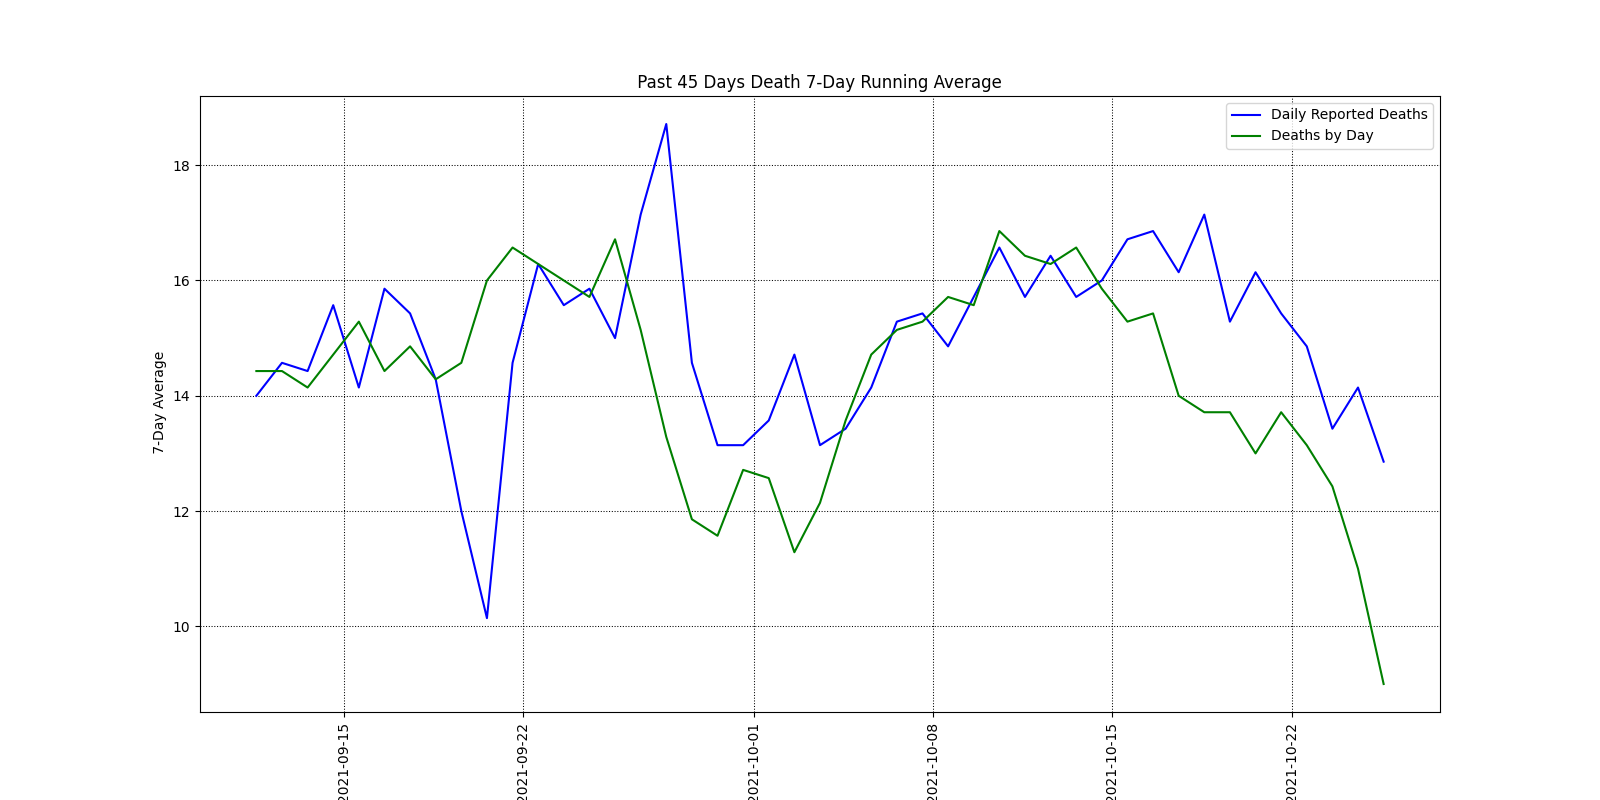 Past 45 Days Death 7-Day Running Average
Daily Reported Deaths
Deaths by Day
7-Day Average
18
16
14
12
10
2021-09-15
2021-09-22
2021-10-01
2021-10-08
2021-10-15
2021-10-22